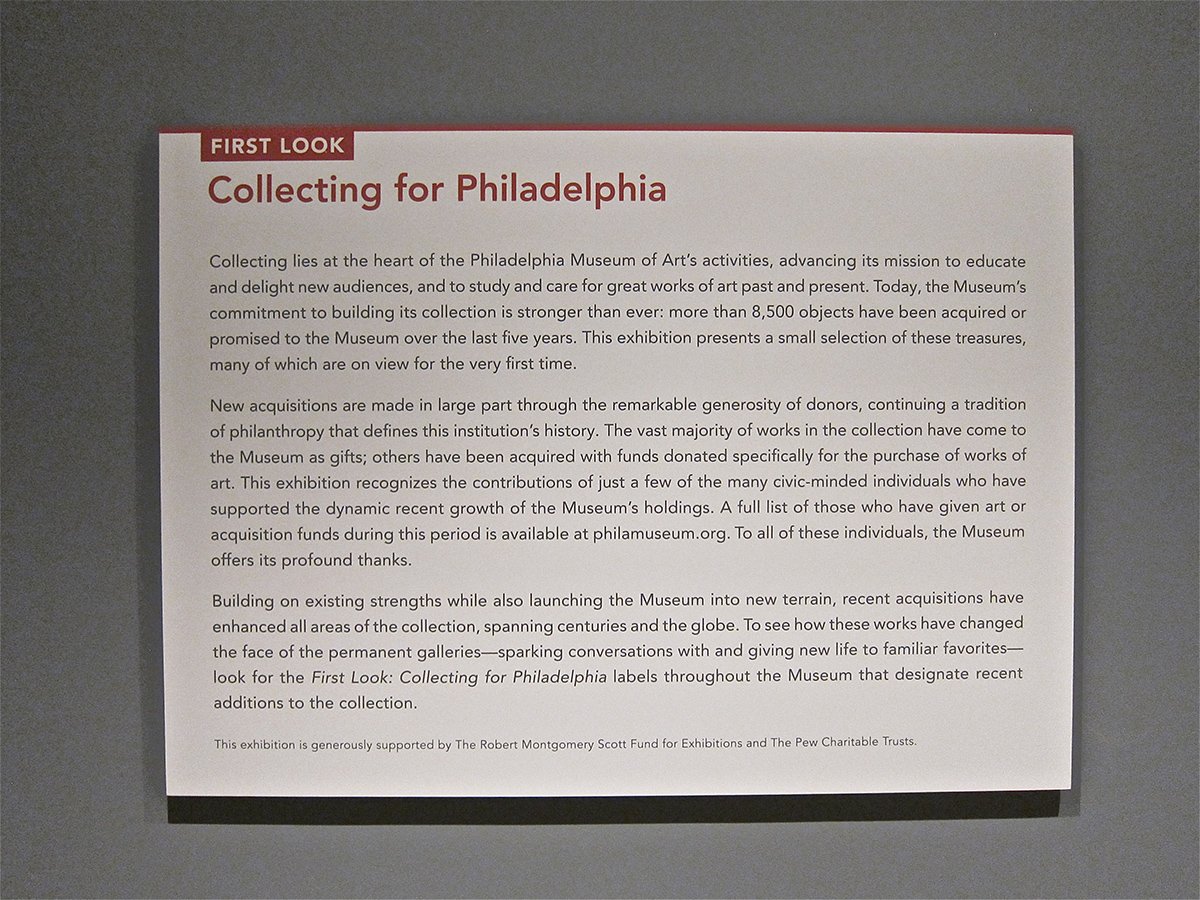 FIRST LOOK
Collecting for Philadelphia
Collecting lies at the heart of the Philadelphia Museum of Art’s activities, advancing its mission to educate
and delight new audiences, and to study and care for great works of art past and present. Today, the Museum’s
commitment to building its collection is stronger than ever: more than 8,500 objects have been acquired or
promised to the Museum over the last five years. This exhibition presents a small selection of these treasures,
many of which are on view for the very first time.
New acquisitions are made in large part through the remarkable generosity of donors, continuing a tradition
of philanthropy that defines this institution’s history. The vast majority of works in the collection have come to
the Museum as gifts; others have been acquired with funds donated specifically for the purchase of works of
art. This exhibition recognizes the contributions of just a few of the many civic-minded individuals who have
supported the dynamic recent growth of the Museum’s holdings. A full list of those who have given art or
acquisition funds during this period is available at philamuseum.org. To all of these individuals, the Museum
offers its profound thanks.
Building on existing strengths while also launching the Museum into new terrain, recent acquisitions have
enhanced all areas of the collection, spanning centuries and the globe. To see how these works have changed
the face of the permanent galleries—sparking conversations with and giving new life to familiar favorites—
look for the First Look: Collecting for Philadelphia labels throughout the Museum that designate recent
additions to the collection.
This exhibition is generously supported by The Robert Montgomery Scott Fund for Exhibitions and The Pew Charitable Trusts.